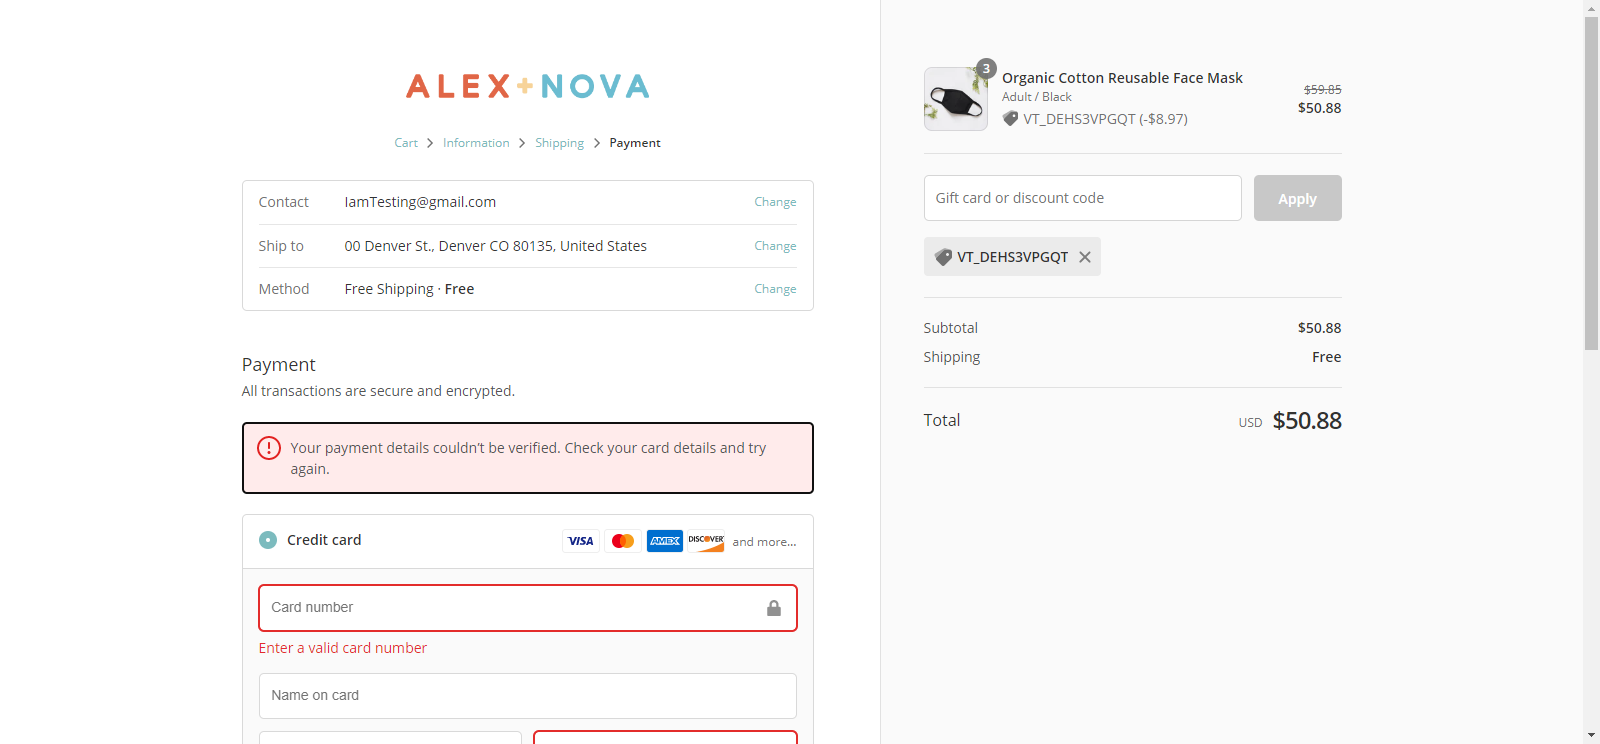 ALEX+NOVA
Cart > Information > Shipping > Payment
Contact IamTesting@gmail.com Change
Ship to 00 Denver St., Denver CO 80135, United States Change
Method Free Shipping · Free Change
Payment
All transactions are secure and encrypted.
Your payment details couldn’t be verified. Check your card details and try
again.
Credit card VISA AMEX DISCOVER and more...
Card number
Enter a valid card number
Name on card
3
Organic Cotton Reusable Face Mask
Adult / Black
VT_DEHS3VPGQT (-$8.97)
$59.85
$50.88
Gift card or discount code Apply
VT_DEHS3VPGQT
Subtotal $50.88
Shipping Free
Total USD $50.88